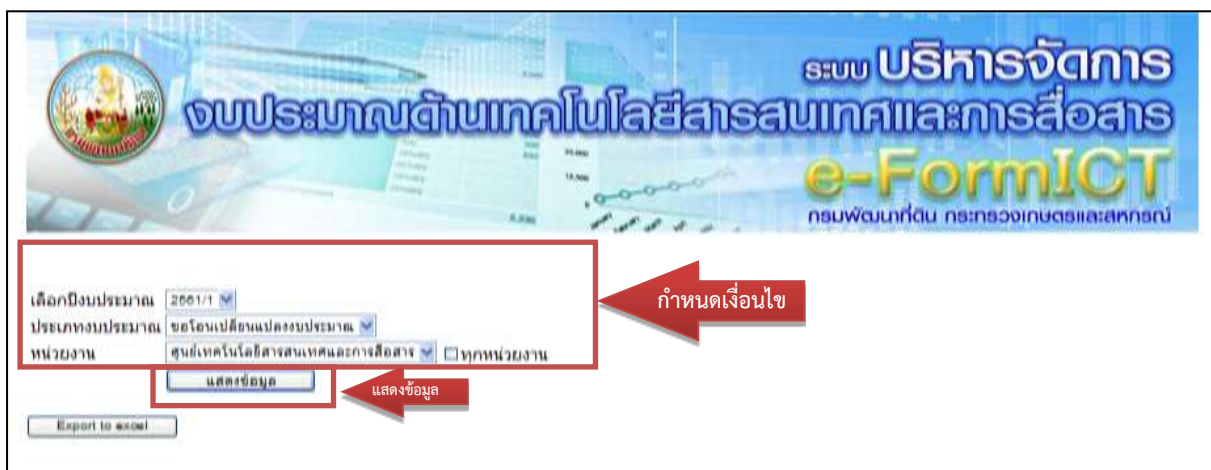 ระบบ บริหารจัดการ
งบประมาณด้านเทคโนโลยีสารสนเทศและการสื่อสาร
e-FormICT
กรมพัฒนาที่ดิน กระทรวงเกษตรและสหกรณ์
เลือกปีงบประมาณ 2561/1
กำหนดเงื่อนไข
ประเภทงบประมาณ ขอโอนเปลี่ยนแปลงงบประมาณ
หน่วยงาน ศูนย์เทคโนโลยีสารสนเทศและการสื่อสาร ทุกหน่วยงาน
แสดงข้อมูล
แสดงข้อมูล
Export to excel